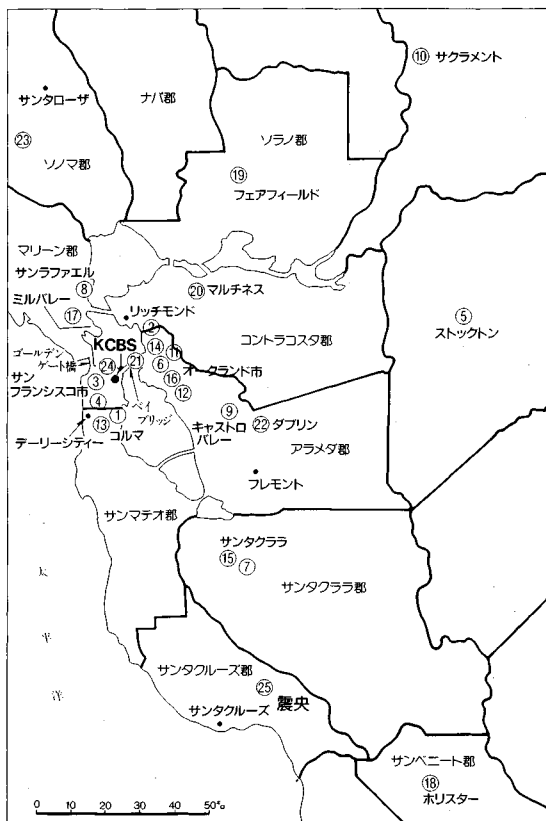 ⑩ サクラメント
サンタローザ
ナパ郡
ソラノ郡
㉓
ソノマ郡
⑲
フェアフィールド
マリーン郡
サンラファエル
⑧
⑳ マルチネス
ミルバレー
⑰
リッチモンド
②
コントラコスタ郡
⑤
ストックトン
KCBS
⑭
ゴールデン
ゲート橋
㉔
㉑
⑥
オークランド市
サン
フランシスコ市
③
⑯
⑫
ベイ
ブリッジ
④
①
⑨
キャストロ
バレー
㉒ ダブリン
⑬
コルマ
デーリーシティー
アラメダ郡
フレモント
サンマテオ郡
サンタクララ
⑮
⑦
サンタクララ郡
太
平
洋
サンタクルーズ郡
㉕
震央
サンタクルーズ
サンベニート郡
⑱
ホリスター
0 10 20 30 40